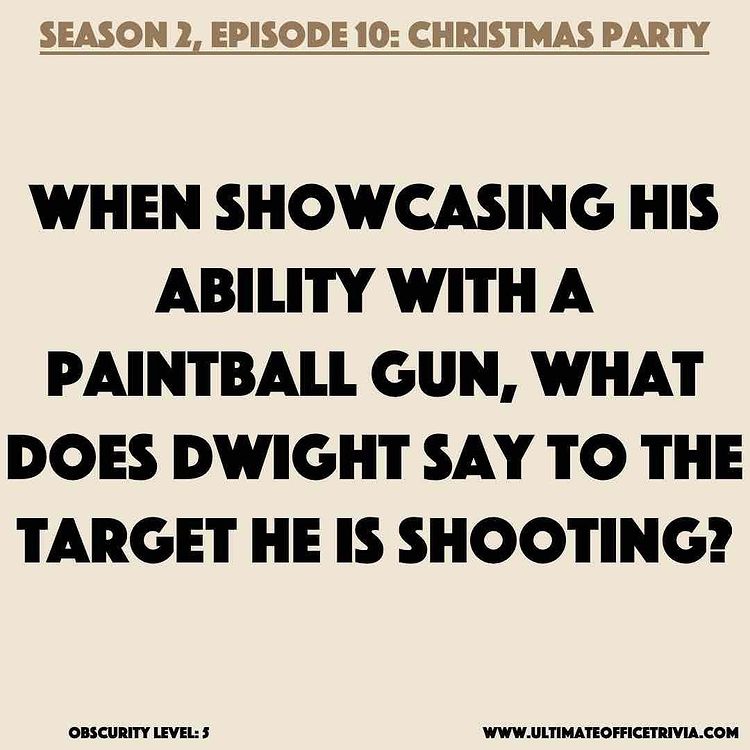 SEASON 2, EPISODE 10: CHRISTMAS PARTY
WHEN SHOWCASING HIS
ABILITY WITH A
PAINTBALL GUN, WHAT
DOES DWIGHT SAY TO THE
TARGET HE IS SHOOTING?
OBSCURITY LEVEL: 5
WWW.ULTIMATEOFFICETRIVIA.COM